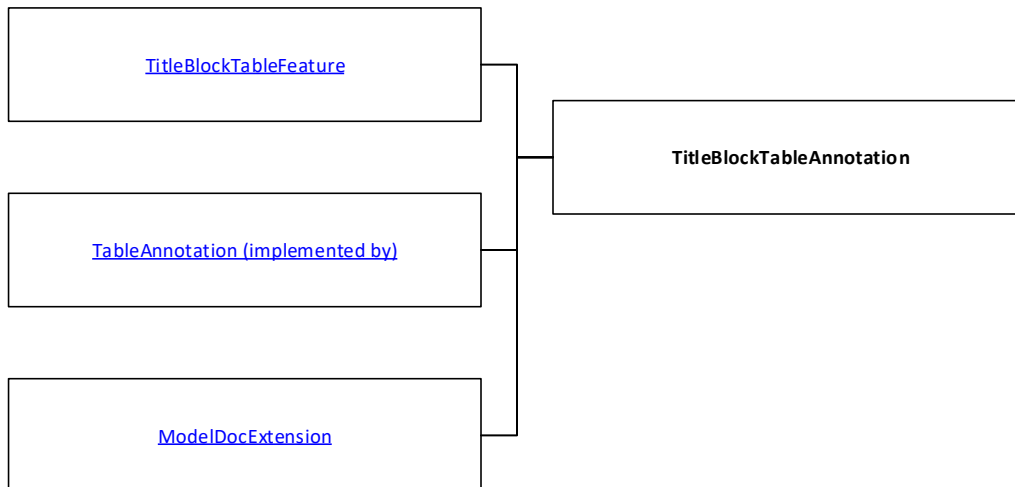 TitleBlockTableFeature
TitleBlockTableAnnotation
TableAnnotation (implemented by)
ModelDocExtension